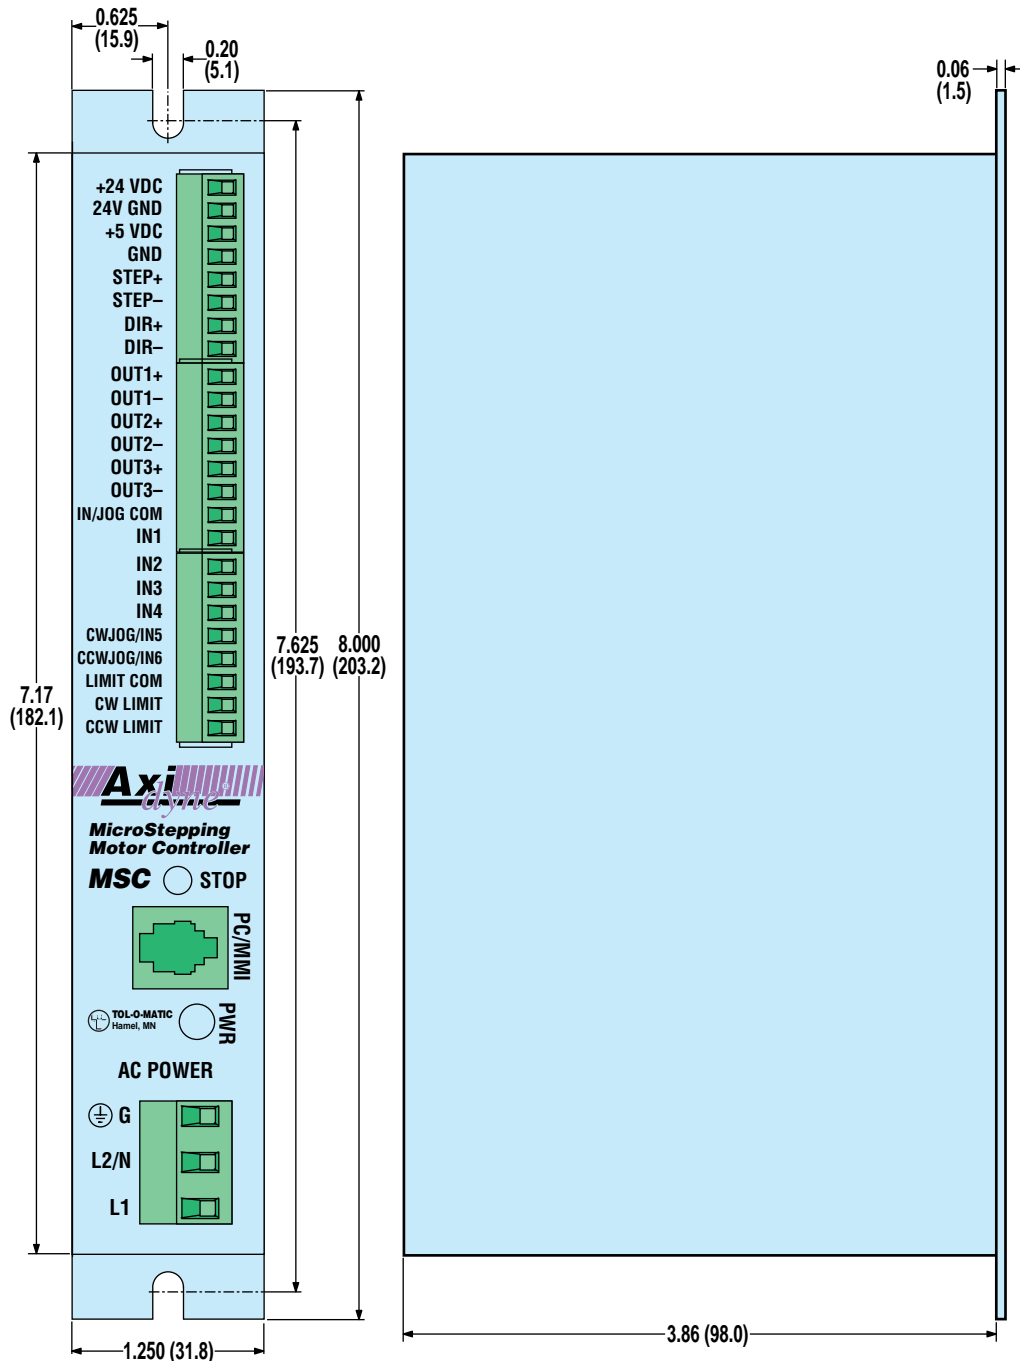 0.625
(15.9)
0.20
(5.1)
0.06
(1.5)
+24 VDC
24V GND
+5 VDC
GND
STEP+
STEP–
DIR+
DIR–
OUT1+
OUT1–
OUT2+
OUT2–
OUT3+
OUT3–
IN/JOG COM
IN1
IN2
IN3
IN4
CWJOG/IN5
CCWJOG/IN6
LIMIT COM
CW LIMIT
CCW LIMIT
7.625
(193.7)
8.000
(203.2)
7.17
(182.1)
Axi
dyne®
MicroStepping
Motor Controller
MSC STOP
PC/MMI
TOL-O-MATIC
Hamel, MN
PWR
AC POWER
G
L2/N
L1
1.250 (31.8)
3.86 (98.0)